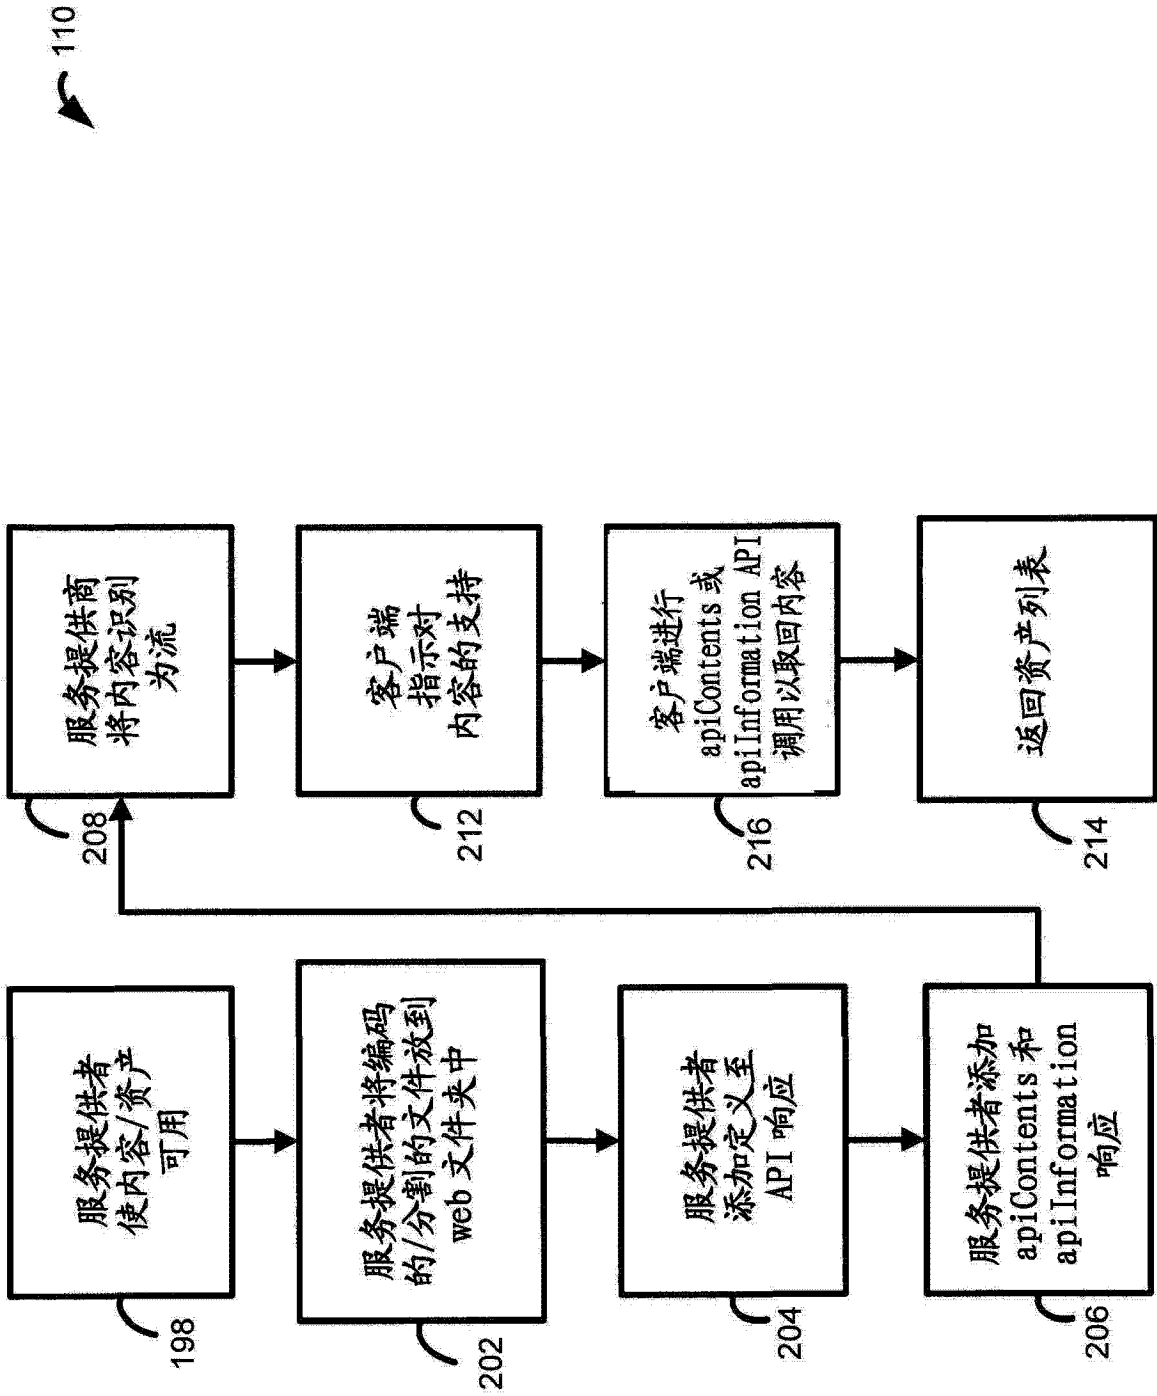 110
服务提供者
使内容/资产
可用
198
服务提供者将编码
的/分割的文件放到
web 文件夹中
202
服务提供者
添加定义至
API 响应
204
服务提供者添加
apiContents 和
apiInformation
响应
206
服务提供商
将内容识别
为流
208
客户端
指示对
内容的支持
212
客户端进行
apiContents 或
apiInformation API
调用以取回内容
216
返回资产列表
214